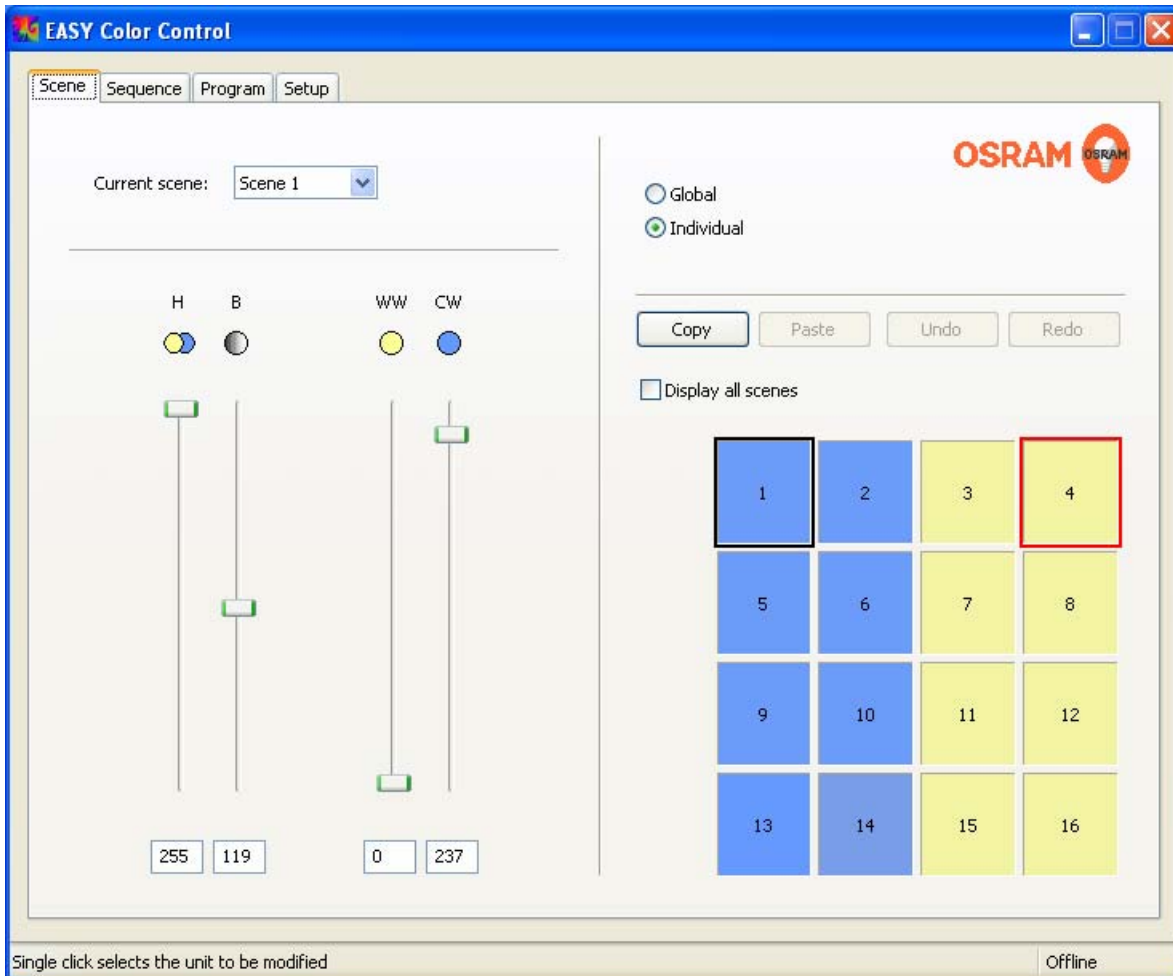 EASY Color Control
Scene Sequence Program Setup
OSRAM OSRAM
Current scene: Scene 1
Global
Individual
H B WW CW
Copy Paste Undo Redo
Display all scenes
1 2 3 4
5 6 7 8
9 10 11 12
13 14 15 16
255 119 0 237
Single click selects the unit to be modified Offline